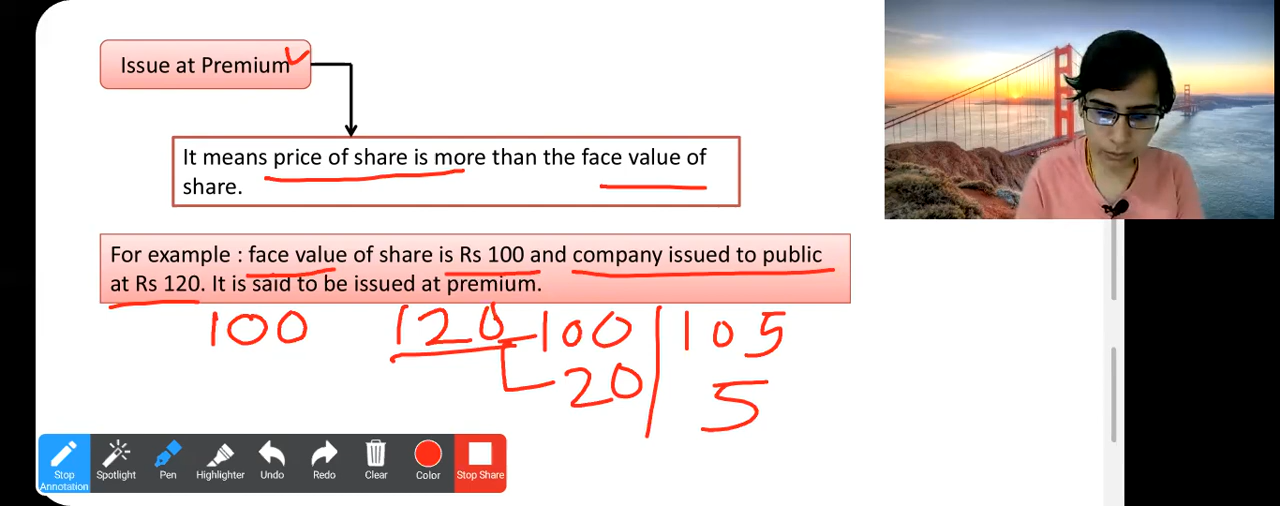 Issue at Premium
It means price of share is more than the face value of
share.
For example : face value of share is Rs 100 and company issued to public
at Rs 120. It is said to be issued at premium.
100 120-100 105
20 5
Stop Annotation
Spotlight
Pen
Highlighter
Undo
Redo
Clear
Color
Stop Share